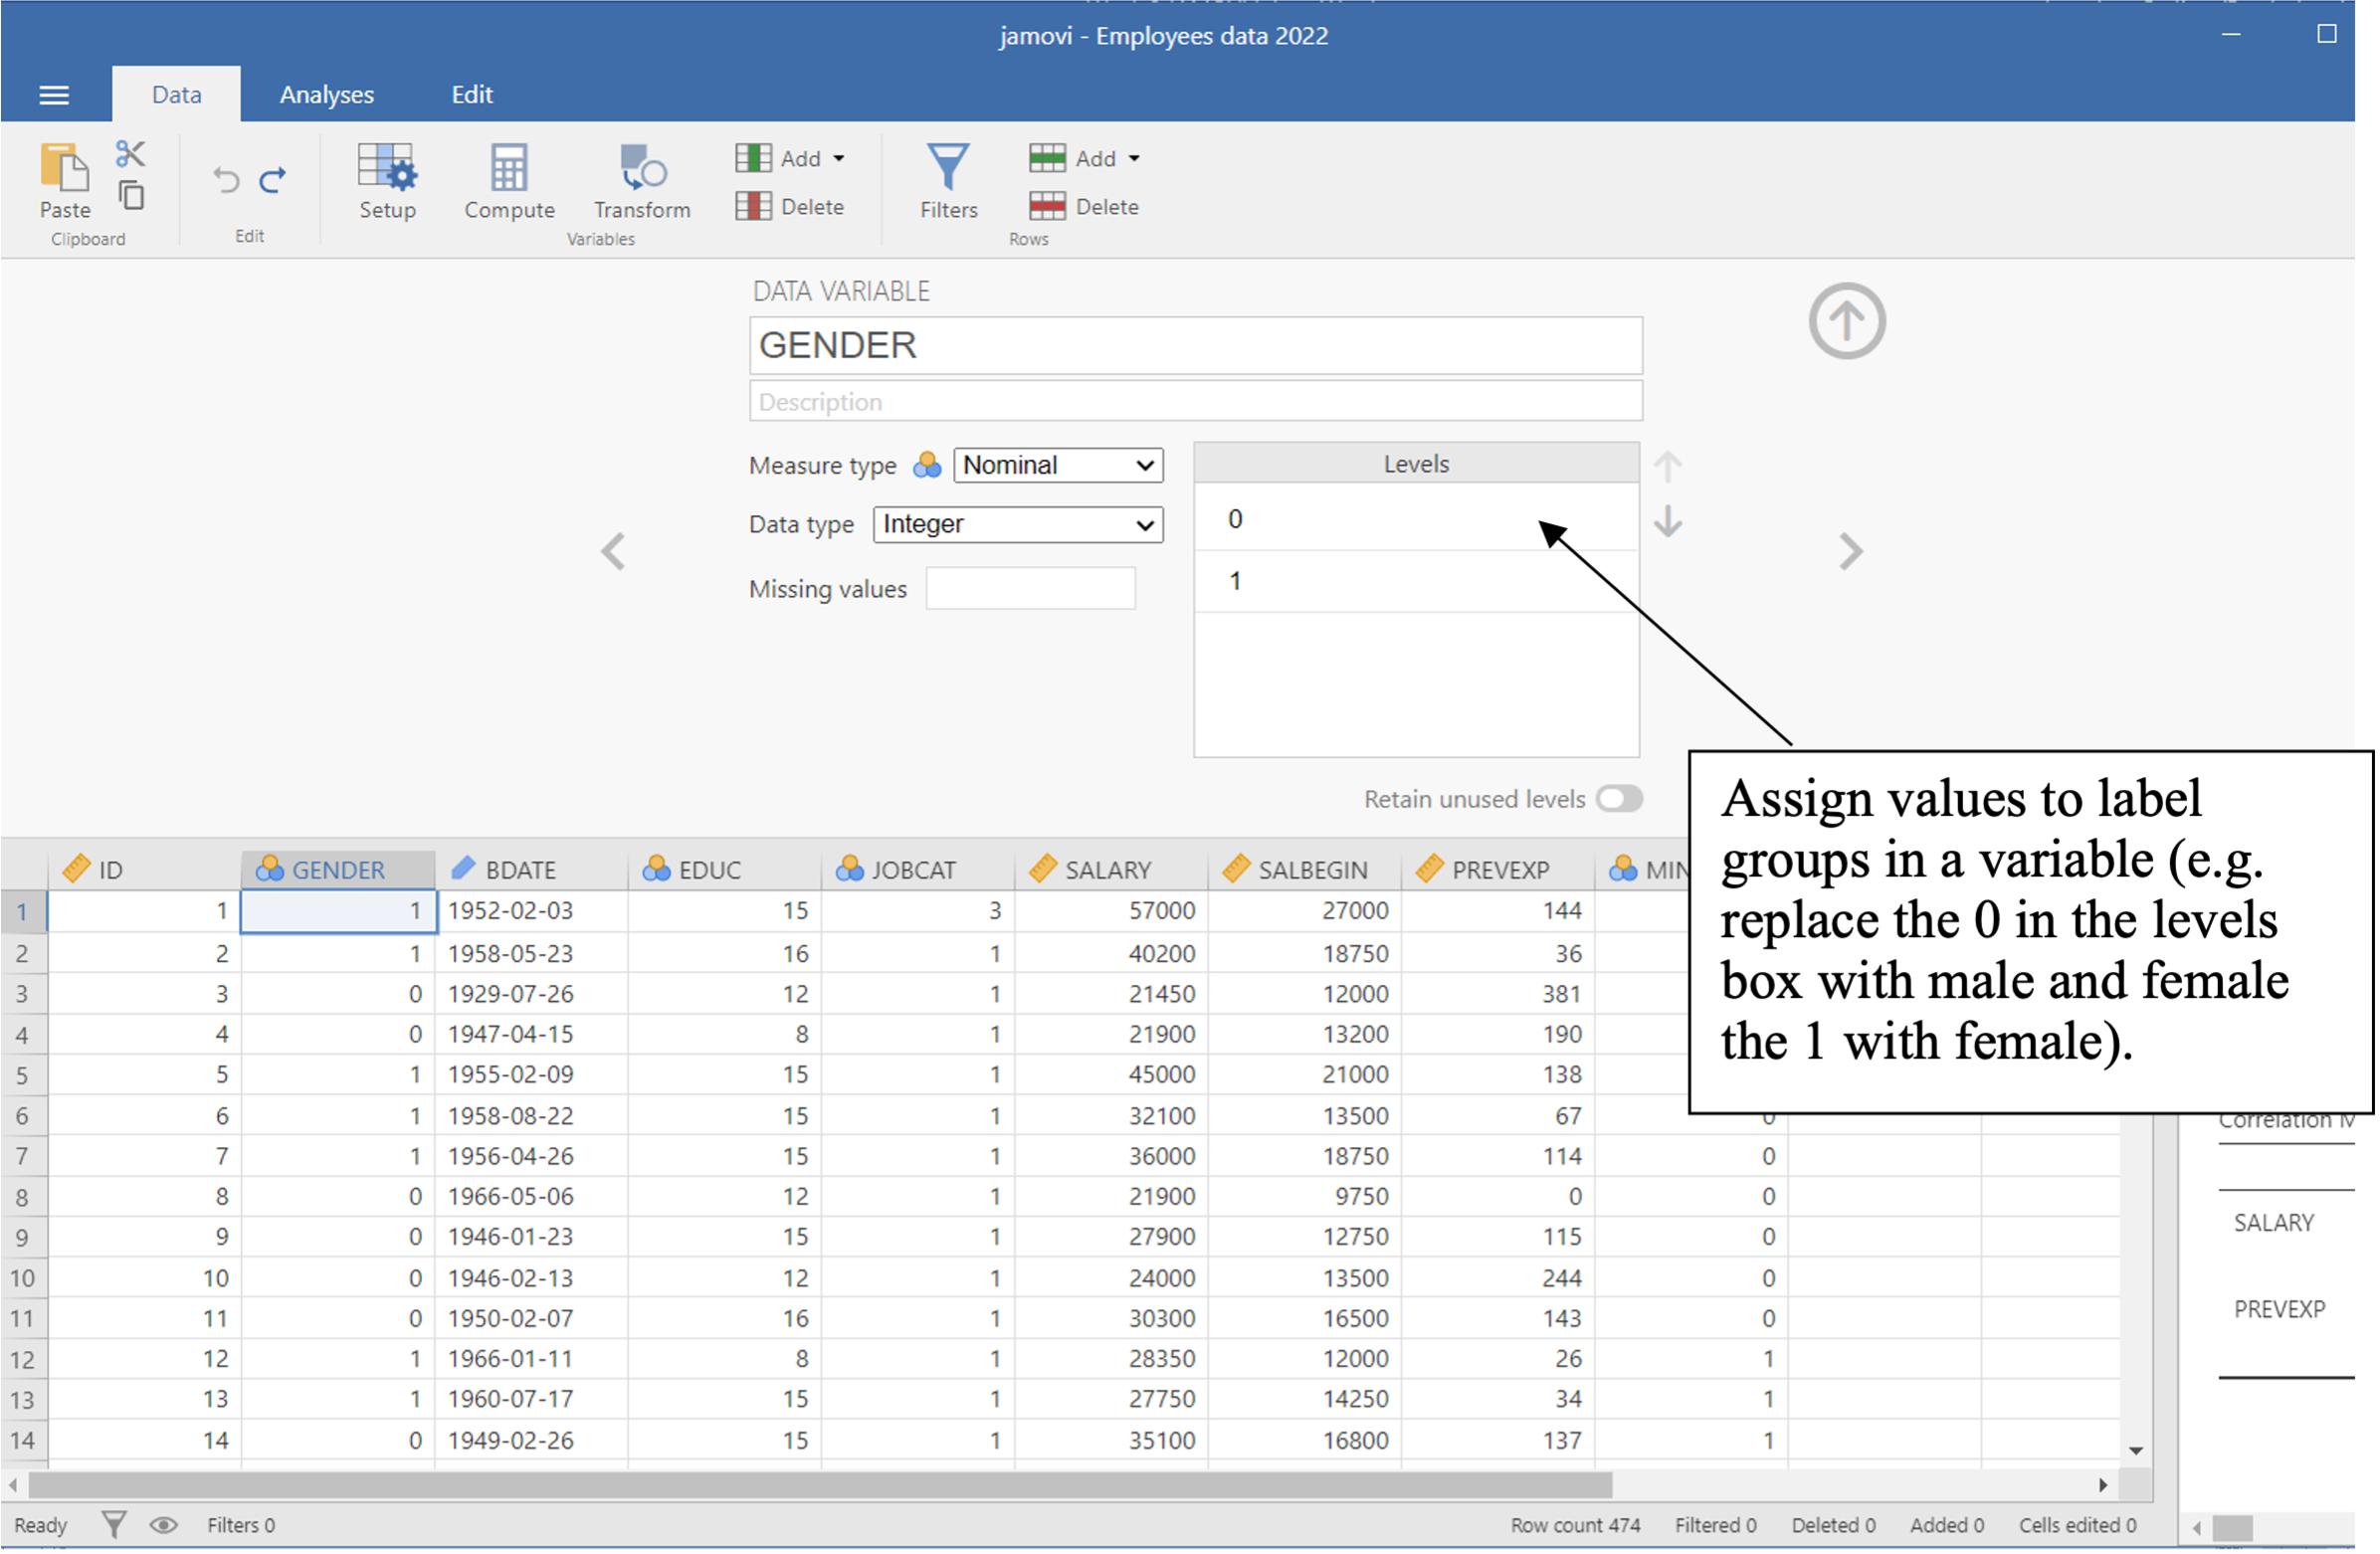 jamovi - Employees data 2022
Data Analyses Edit
Paste Setup Compute Transform Add Delete Filters Add Delete
Clipboard Edit Variables Rows
DATA VARIABLE
GENDER
Description
Measure type Nominal Levels
Data type Integer 0
Missing values 1
Retain unused levels
Assign values to label
groups in a variable (e.g.
replace the 0 in the levels
box with male and female
the 1 with female).
ID GENDER BDATE EDUC JOBCAT SALARY SALBEGIN PREVEXP
1 1 1 1952-02-03 15 3 57000 27000 144
2 2 1 1958-05-23 16 1 40200 18750 36
3 3 0 1929-07-26 12 1 21450 12000 381
4 4 0 1947-04-15 8 1 21900 13200 190
5 5 1 1955-02-09 15 1 45000 21000 138
6 6 1 1958-08-22 15 1 32100 13500 67 0
7 7 1 1956-04-26 15 1 36000 18750 114 0
8 8 0 1966-05-06 12 1 21900 9750 0 0
9 9 0 1946-01-23 15 1 27900 12750 115 0
10 10 0 1946-02-13 12 1 24000 13500 244 0
11 11 0 1950-02-07 16 1 30300 16500 143 0
12 12 1 1966-01-11 8 1 28350 12000 26 1
13 13 1 1960-07-17 15 1 27750 14250 34 1
14 14 0 1949-02-26 15 1 35100 16800 137 1
Correlation
SALARY
PREVEXP
Ready Filters 0 Row count 474 Filtered 0 Deleted 0 Added 0 Cells edited 0